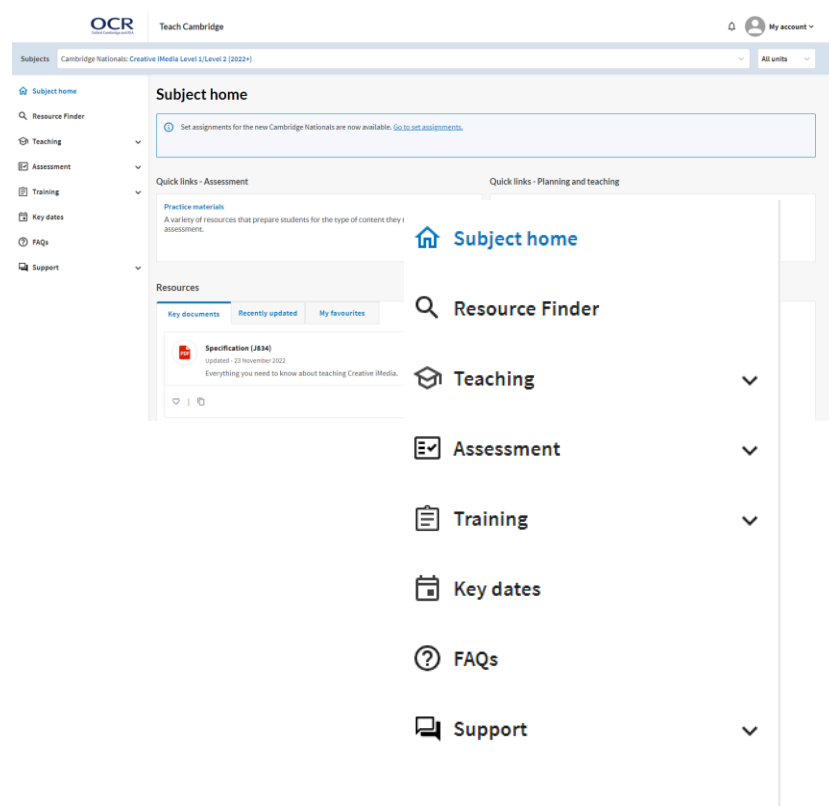 OCR
Oxford Cambridge and RSA
Teach Cambridge
My account
Subjects
Cambridge Nationals: Creative iMedia Level 1/Level 2 (2022+)
All units
Subject home
Resource Finder
Teaching
Assessment
Training
Key dates
FAQs
Support
Subject home
Set assignments for the new Cambridge Nationals are now available. Go to set assignments.
Quick links - Assessment
Quick links - Planning and teaching
Practice materials
A variety of resources that prepare students for the type of content they
assessment.
Resources
Key documents
Recently updated
My favourites
PDF
Specification (J834)
Updated - 23 November 2022
Everything you need to know about teaching Creative iMedia.
Subject home
Resource Finder
Teaching
Assessment
Training
Key dates
FAQs
Support